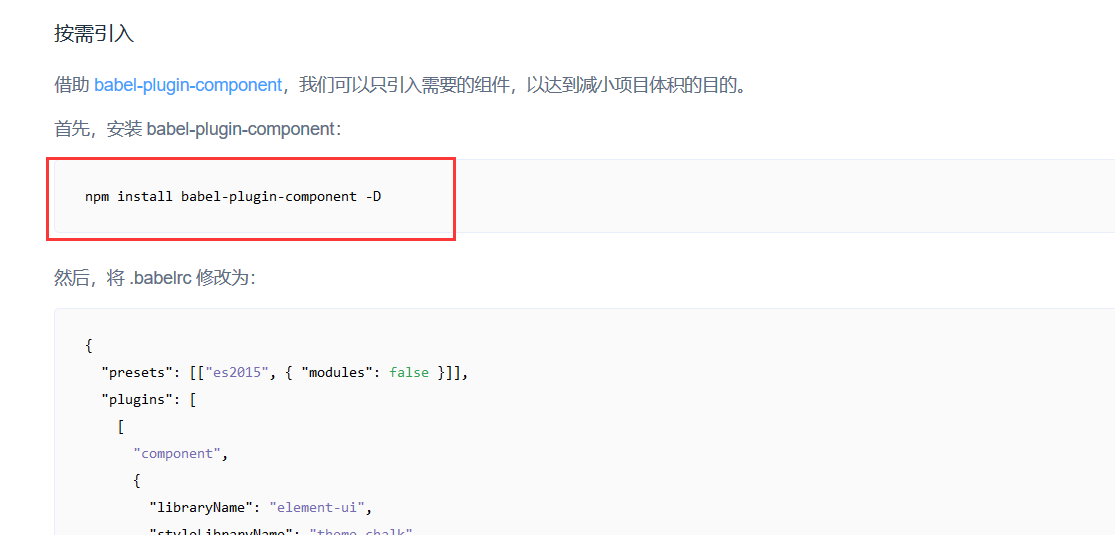 按需引入
借助 babel-plugin-component，我们可以只引入需要的组件，以达到减小项目体积的目的。
首先，安装 babel-plugin-component：
npm install babel-plugin-component -D
然后，将 .babelrc 修改为：
{
  "presets": [["es2015", { "modules": false }]],
  "plugins": [
    [
      "component",
      {
        "libraryName": "element-ui",
        "styleLibraryName": "theme-chalk"